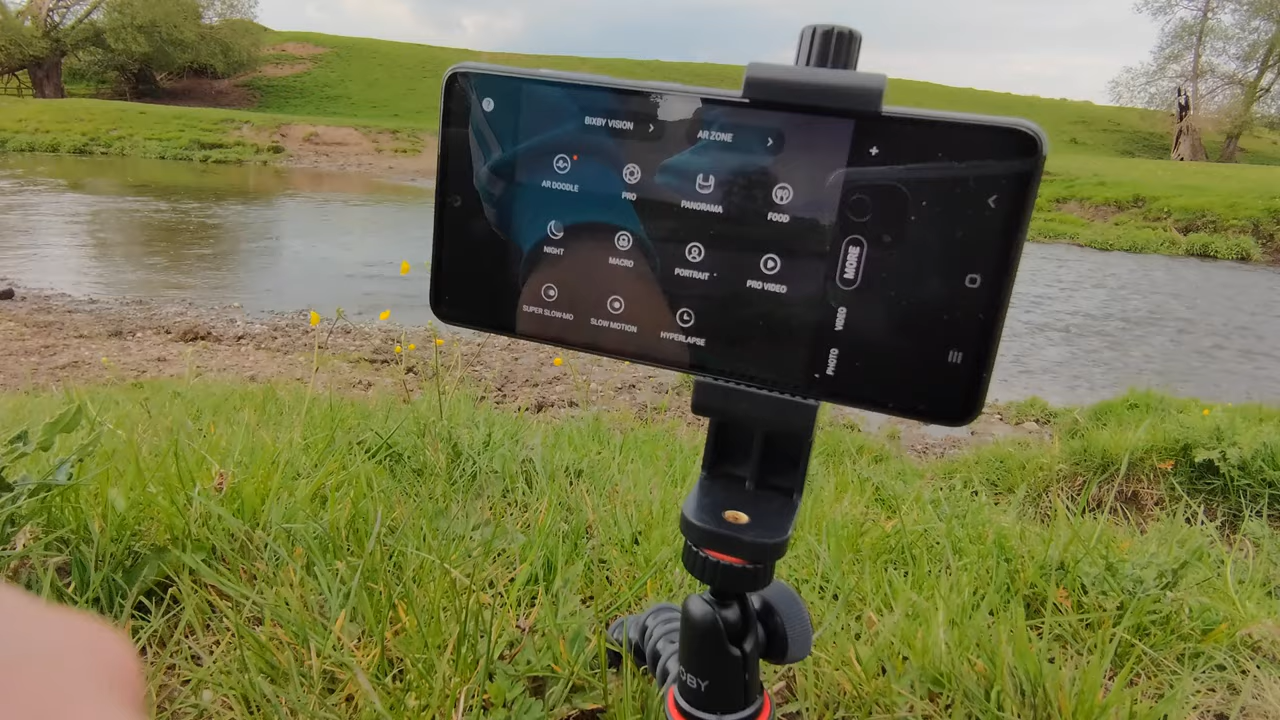 BIXBY VISION
AR ZONE
AR DOODLE
PRO
PANORAMA
FOOD
NIGHT
MACRO
PORTRAIT
PRO VIDEO
SUPER SLOW-MO
SLOW MOTION
HYPERLAPSE
MORE
VIDEO
PHOTO
OBY